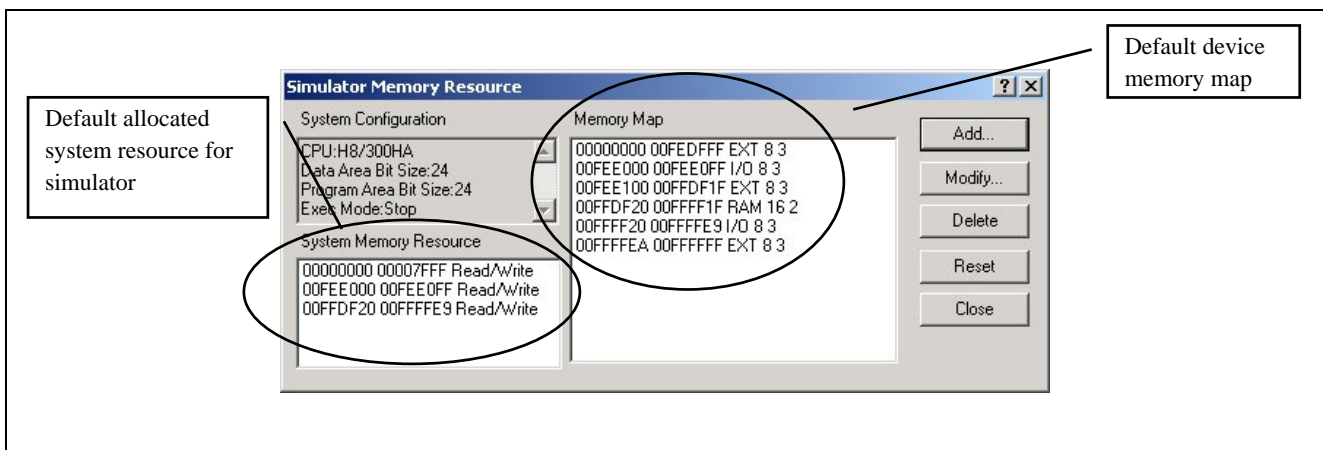 Default device
memory map
Default allocated
system resource for
simulator
Simulator Memory Resource
System Configuration
CPU:H8/300HA
Data Area Bit Size:24
Program Area Bit Size:24
Exec Mode:Stop
System Memory Resource
00000000 00007FFF Read/Write
00FEE000 00FEE0FF Read/Write
00FFDF20 00FFFFE9 Read/Write
Memory Map
00000000 00FEDFFF EXT 8 3
00FEE000 00FEE0FF I/O 8 3
00FEE100 00FFDF1F EXT 8 3
00FFDF20 00FFFF1F RAM 16 2
00FFFF20 00FFFFE9 I/O 8 3
00FFFFEA 00FFFFFF EXT 8 3
Add...
Modify...
Delete
Reset
Close